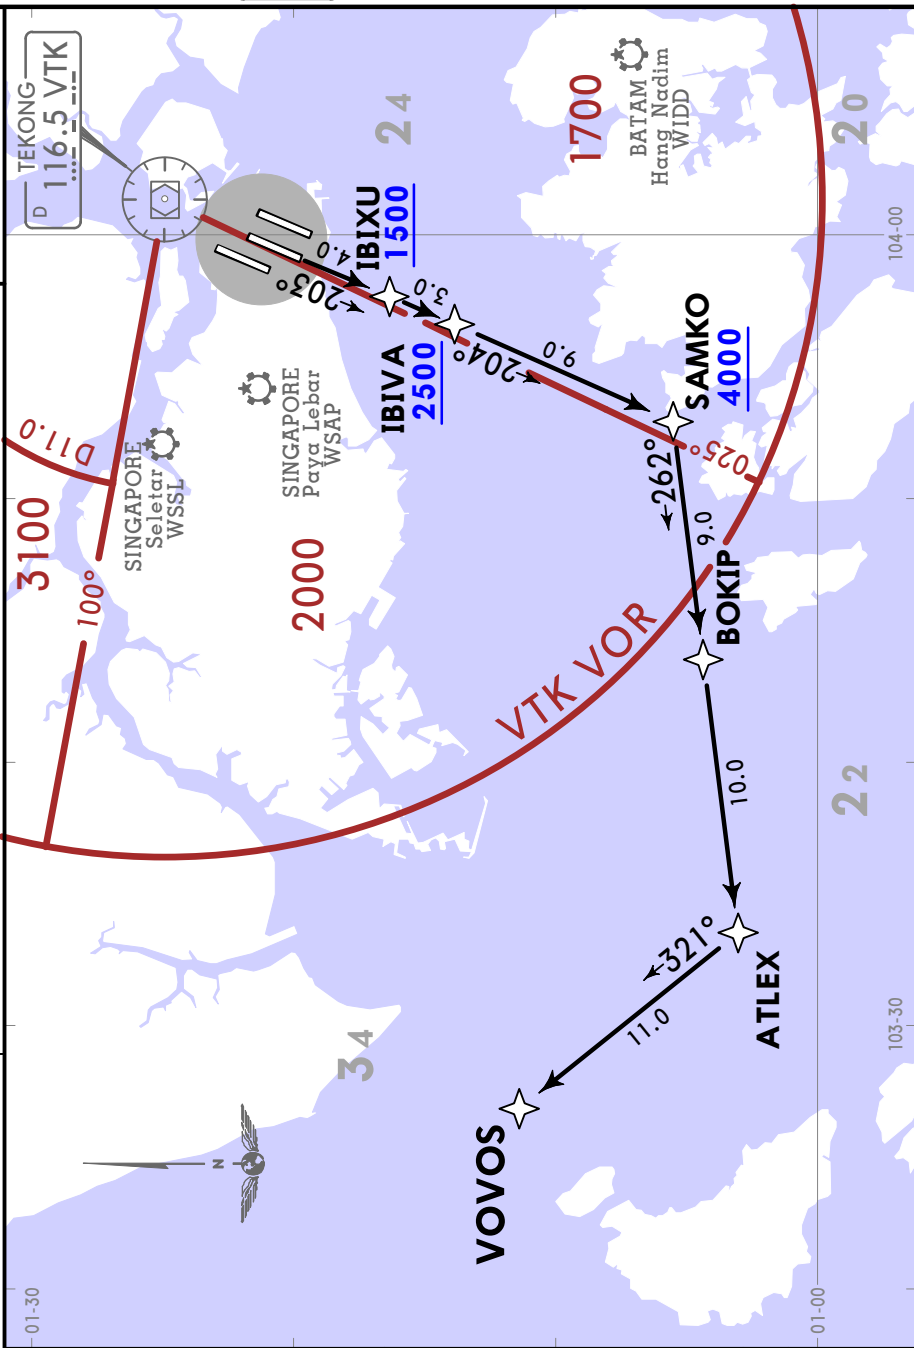 TEKONG
D
116.5 VTK
24
1700
BATAM
Hang Nadim
WIDD
20
104-00
IBIXU
1500
4.0
203°
3.0
IBIVA
2500
204°
9.0
SAMKO
4000
025°
262°
9.0
BOKIP
D11.0
3100
SINGAPORE
Seletar
WSSL
SINGAPORE
Paya Lebar
WSAP
2000
100°
VTK VOR
10.0
22
ATLEX
321°
11.0
34
103-30
VOVOS
N
01-30
01-00